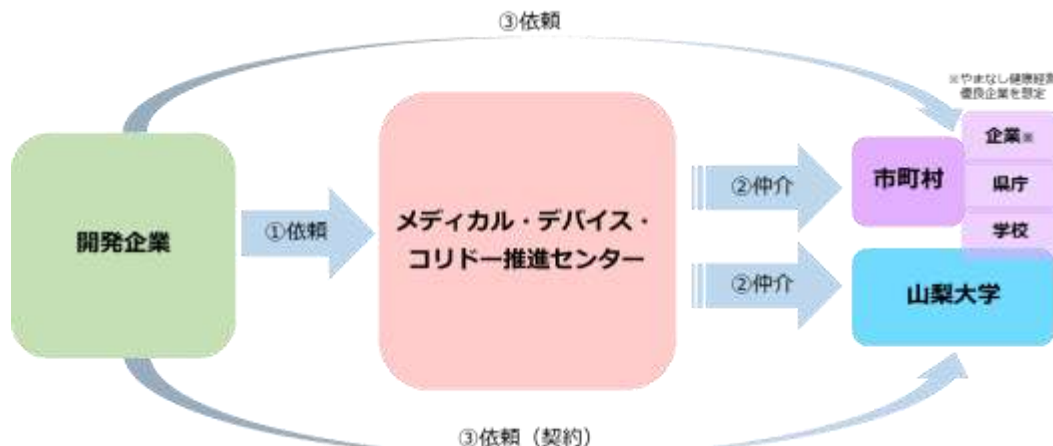 ③依頼
※やまなし健康経営
優良企業を想定
企業※
市町村
②仲介
県庁
開発企業
①依頼
メディカル・デバイス・
コリドー推進センター
学校
②仲介
山梨大学
③依頼（契約）